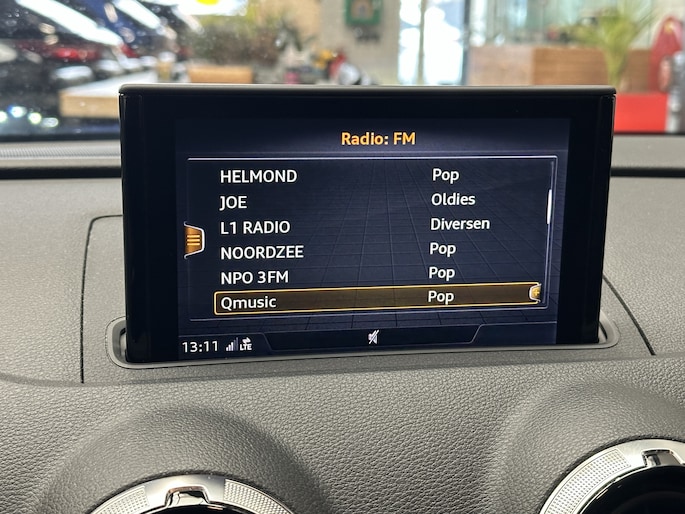 Radio: FM
HELMOND Pop
JOE Oldies
L1 RADIO Diversen
NOORDZEE Pop
NPO 3FM Pop
Qmusic Pop
13:11 LTE